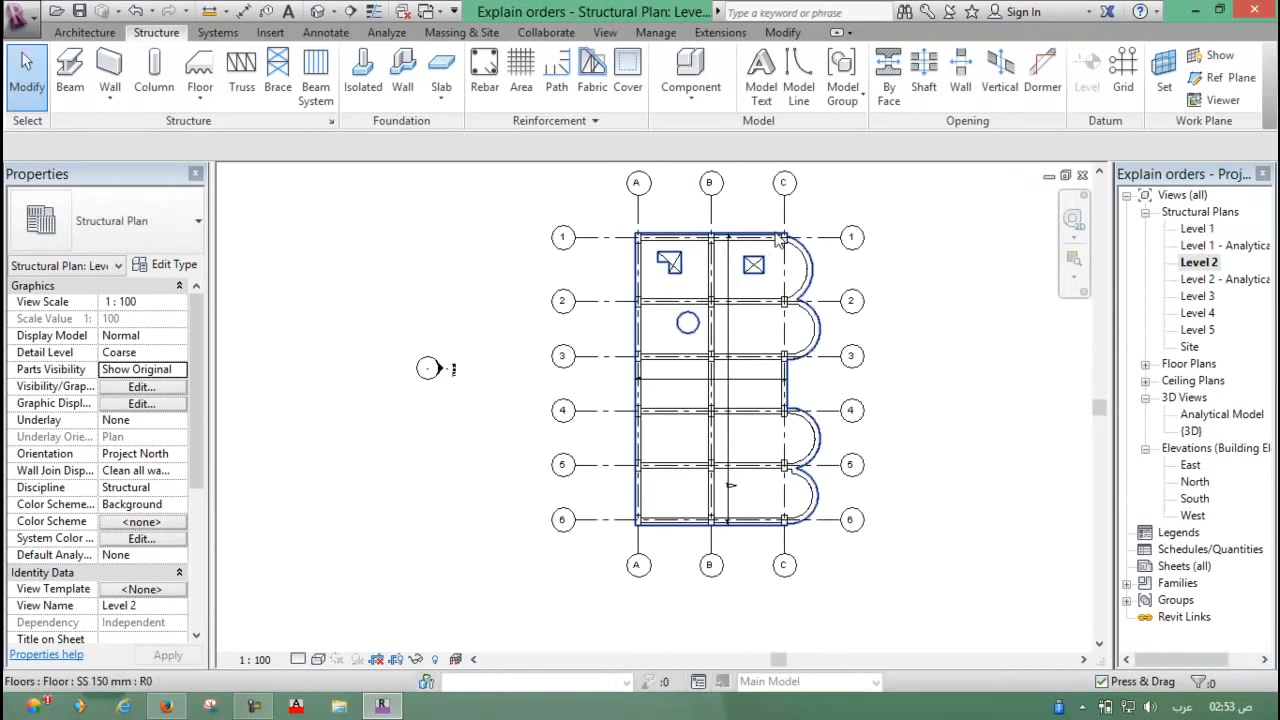 Explain orders - Structural Plan: Leve...
Type a keyword or phrase
Sign In
Architecture Structure Systems Insert Annotate Analyze Massing & Site Collaborate View Manage Extensions Modify
Modify Beam Wall Column Floor Truss Brace Beam System Isolated Wall Slab Rebar Area Path Fabric Cover Component Model Text Model Line Model Group By Face Shaft Wall Vertical Dormer Level Grid Set Show
Ref Plane
Viewer
Select Structure Foundation Reinforcement Model Opening Datum Work Plane
Properties
Structural Plan
Structural Plan: Leve
Edit Type
Graphics
View Scale 1 : 100
Scale Value 1: 100
Display Model Normal
Detail Level Coarse
Parts Visibility Show Original
Visibility/Grap... Edit...
Graphic Displ... Edit...
Underlay None
Underlay Orie... Plan
Orientation Project North
Wall Join Disp... Clean all wa...
Discipline Structural
Color Scheme... Background
Color Scheme <none>
System Color ... Edit...
Default Analy... None
Identity Data
View Template <None>
View Name Level 2
Dependency Independent
Title on Sheet
Properties help
Apply
A B C
1 1
2 2
3 3
4 4
5 5
6 6
A B C
2D
Explain orders - Proj...
Views (all)
Structural Plans
Level 1
Level 1 - Analytica
Level 2
Level 2 - Analytica
Level 3
Level 4
Level 5
Site
Floor Plans
Ceiling Plans
3D Views
Analytical Model
{3D}
Elevations (Building El
East
North
South
West
Legends
Schedules/Quantities
Sheets (all)
Families
Groups
Revit Links
1 : 100
Floors : Floor : SS 150 mm : R0
:0
Main Model
Press & Drag
:0
عرب
02:53 ص